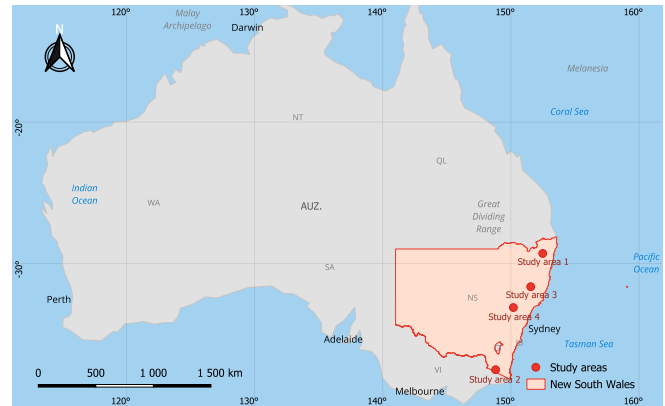 120°
130°
140°
150°
160°
Malay
Archipelago
Darwin
N
Melanesia
Coral Sea
-20°
NT
QL
Indian
Ocean
WA
AUZ.
Great
Dividing
Range
Study area 1
Pacific
Ocean
-30°
SA
Study area 3
NS
Perth
Study area 4
Sydney
Adelaide
Tasman Sea
VI
Study area 2
Study areas
New South Wales
0
500
1 000
1 500 km
Melbourne
120°
130°
140°
150°
160°